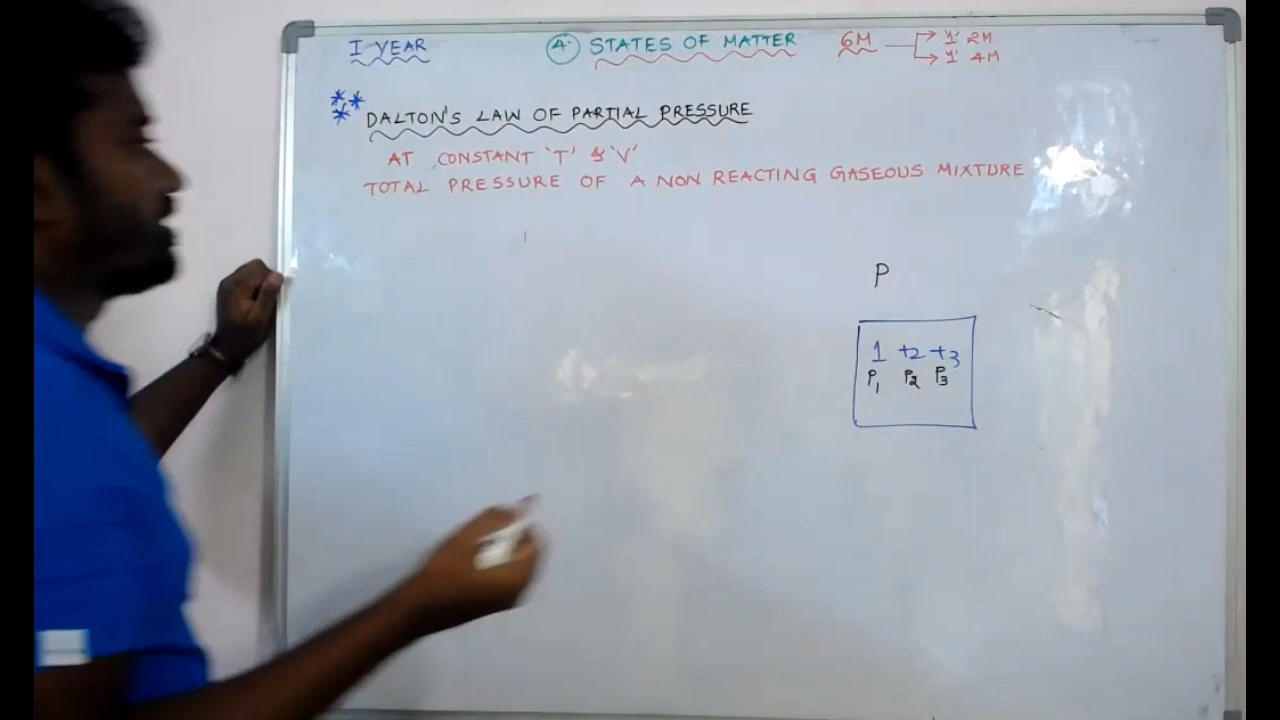 I YEAR
4. STATES OF MATTER
6M
'1' 2M
'1' 4M
*** DALTON'S LAW OF PARTIAL PRESSURE
AT CONSTANT 'T' & 'V'
TOTAL PRESSURE OF A NON REACTING GASEOUS MIXTURE
P
1 +2 +3
P1 P2 P3